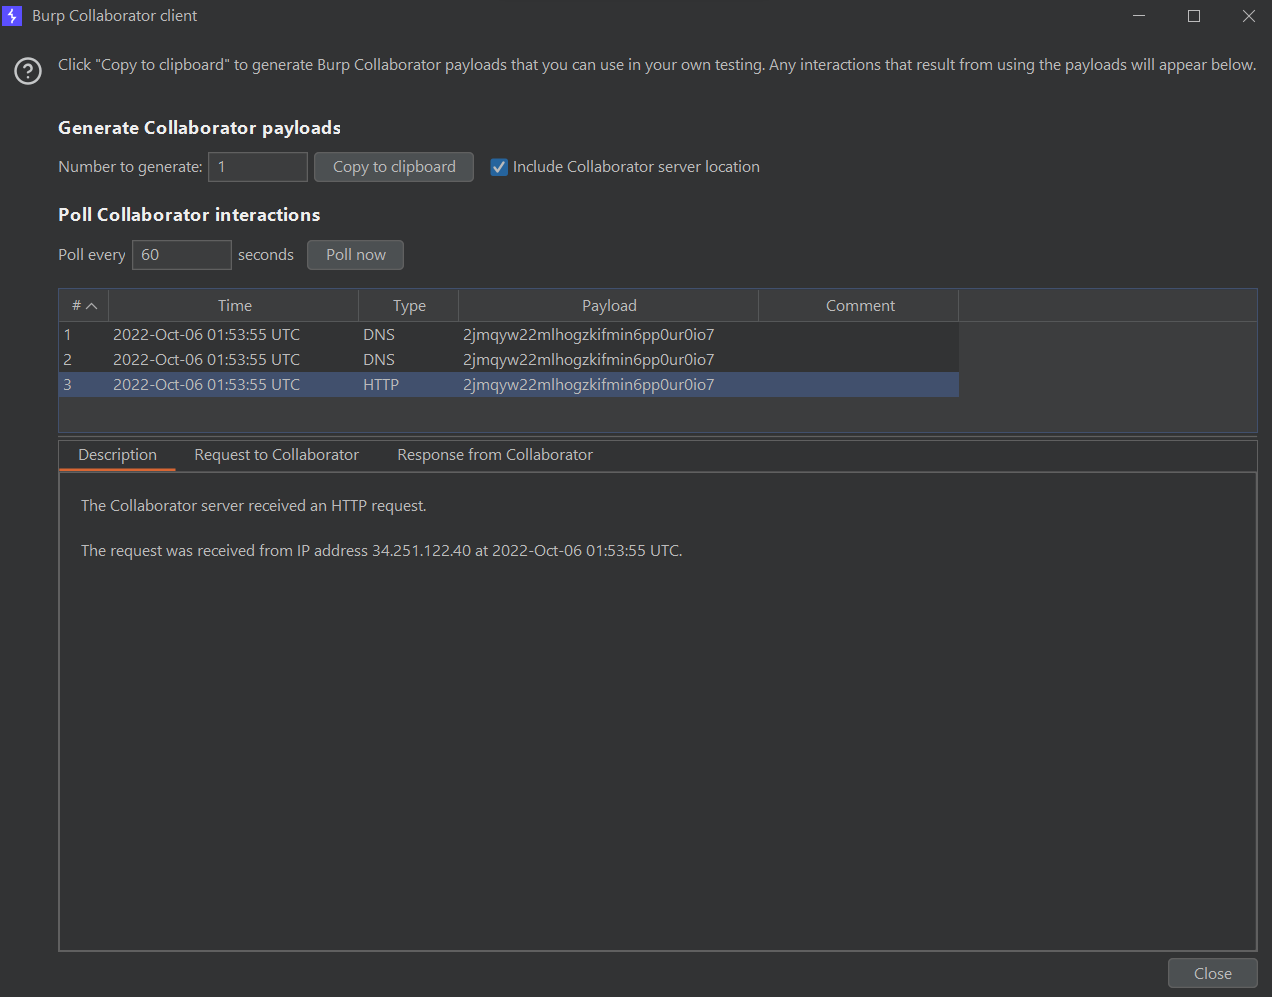 Burp Collaborator client
Click "Copy to clipboard" to generate Burp Collaborator payloads that you can use in your own testing. Any interactions that result from using the payloads will appear below.
Generate Collaborator payloads
Number to generate: 1 Copy to clipboard Include Collaborator server location
Poll Collaborator interactions
Poll every 60 seconds Poll now
# Time Type Payload Comment
1 2022-Oct-06 01:53:55 UTC DNS 2jmqyw22mlhogzkifmin6pp0ur0io7
2 2022-Oct-06 01:53:55 UTC DNS 2jmqyw22mlhogzkifmin6pp0ur0io7
3 2022-Oct-06 01:53:55 UTC HTTP 2jmqyw22mlhogzkifmin6pp0ur0io7
Description Request to Collaborator Response from Collaborator
The Collaborator server received an HTTP request.
The request was received from IP address 34.251.122.40 at 2022-Oct-06 01:53:55 UTC.
Close